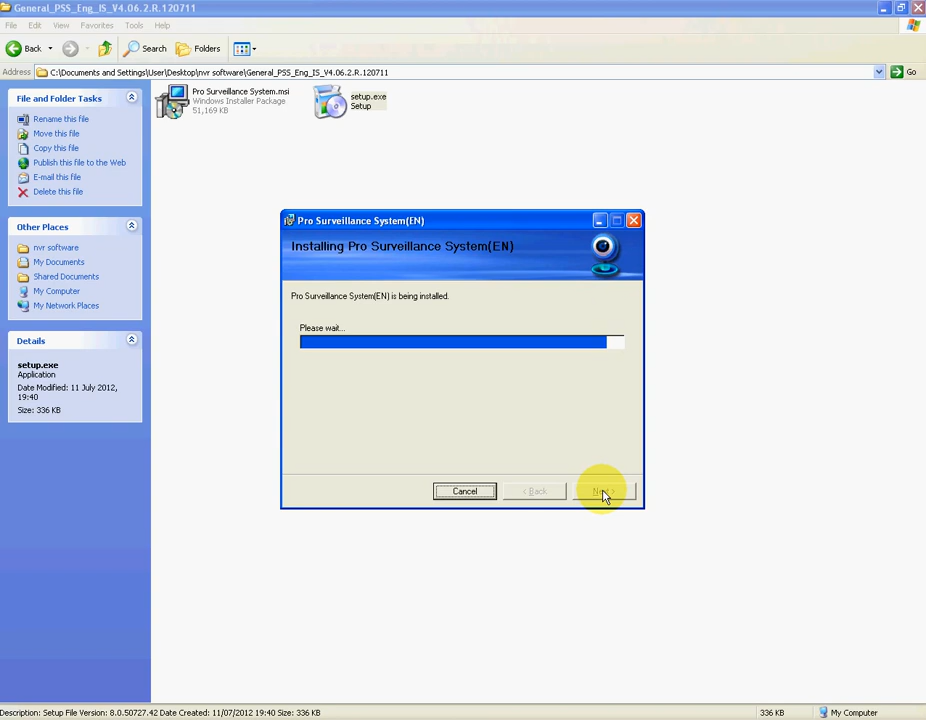 General_PSS_Eng_IS_V4.06.2.R.120711
File Edit View Favorites Tools Help
Back Search Folders
Address C:\Documents and Settings\User\Desktop\nvr software\General_PSS_Eng_IS_V4.06.2.R.120711 Go
File and Folder Tasks
Rename this file
Move this file
Copy this file
Publish this file to the Web
E-mail this file
Delete this file
Other Places
nvr software
My Documents
Shared Documents
My Computer
My Network Places
Details
setup.exe
Application
Date Modified: 11 July 2012,
19:40
Size: 336 KB
Pro Surveillance System.msi
Windows Installer Package
51,169 KB
setup.exe
Setup
Pro Surveillance System(EN)
Installing Pro Surveillance System(EN)
Pro Surveillance System(EN) is being installed.
Please wait...
Cancel < Back Next >
Description: Setup File Version: 8.0.50727.42 Date Created: 11/07/2012 19:40 Size: 336 KB 336 KB My Computer